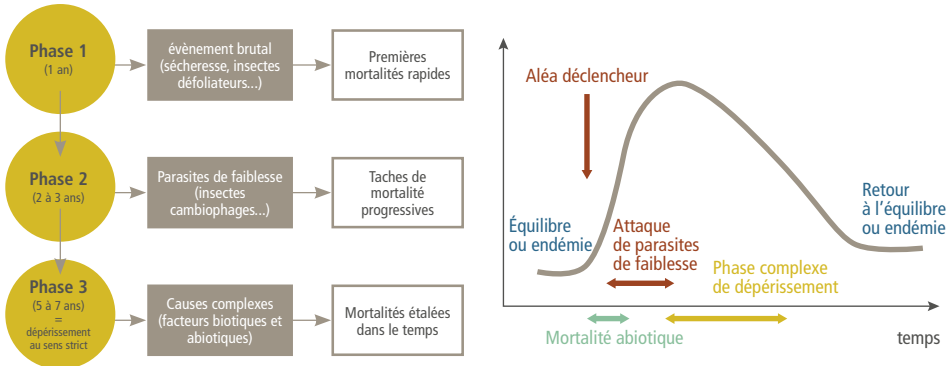 Phase 1
(1 an)
évènement brutal
(sécheresse, insectes
défoliateurs...)
Premières
mortalités rapides
Phase 2
(2 à 3 ans)
Parasites de faiblesse
(insectes
cambiophages...)
Taches de
mortalité
progressives
Phase 3
(5 à 7 ans)
=
dépérissement
au sens strict
Causes complexes
(facteurs biotiques et
abiotiques)
Mortalités étalées
dans le temps
Aléa déclencheur
Équilibre
ou endémie
Attaque
de parasites
de faiblesse
Retour
à l'équilibre
ou endémie
Phase complexe
de dépérissement
Mortalité abiotique
temps